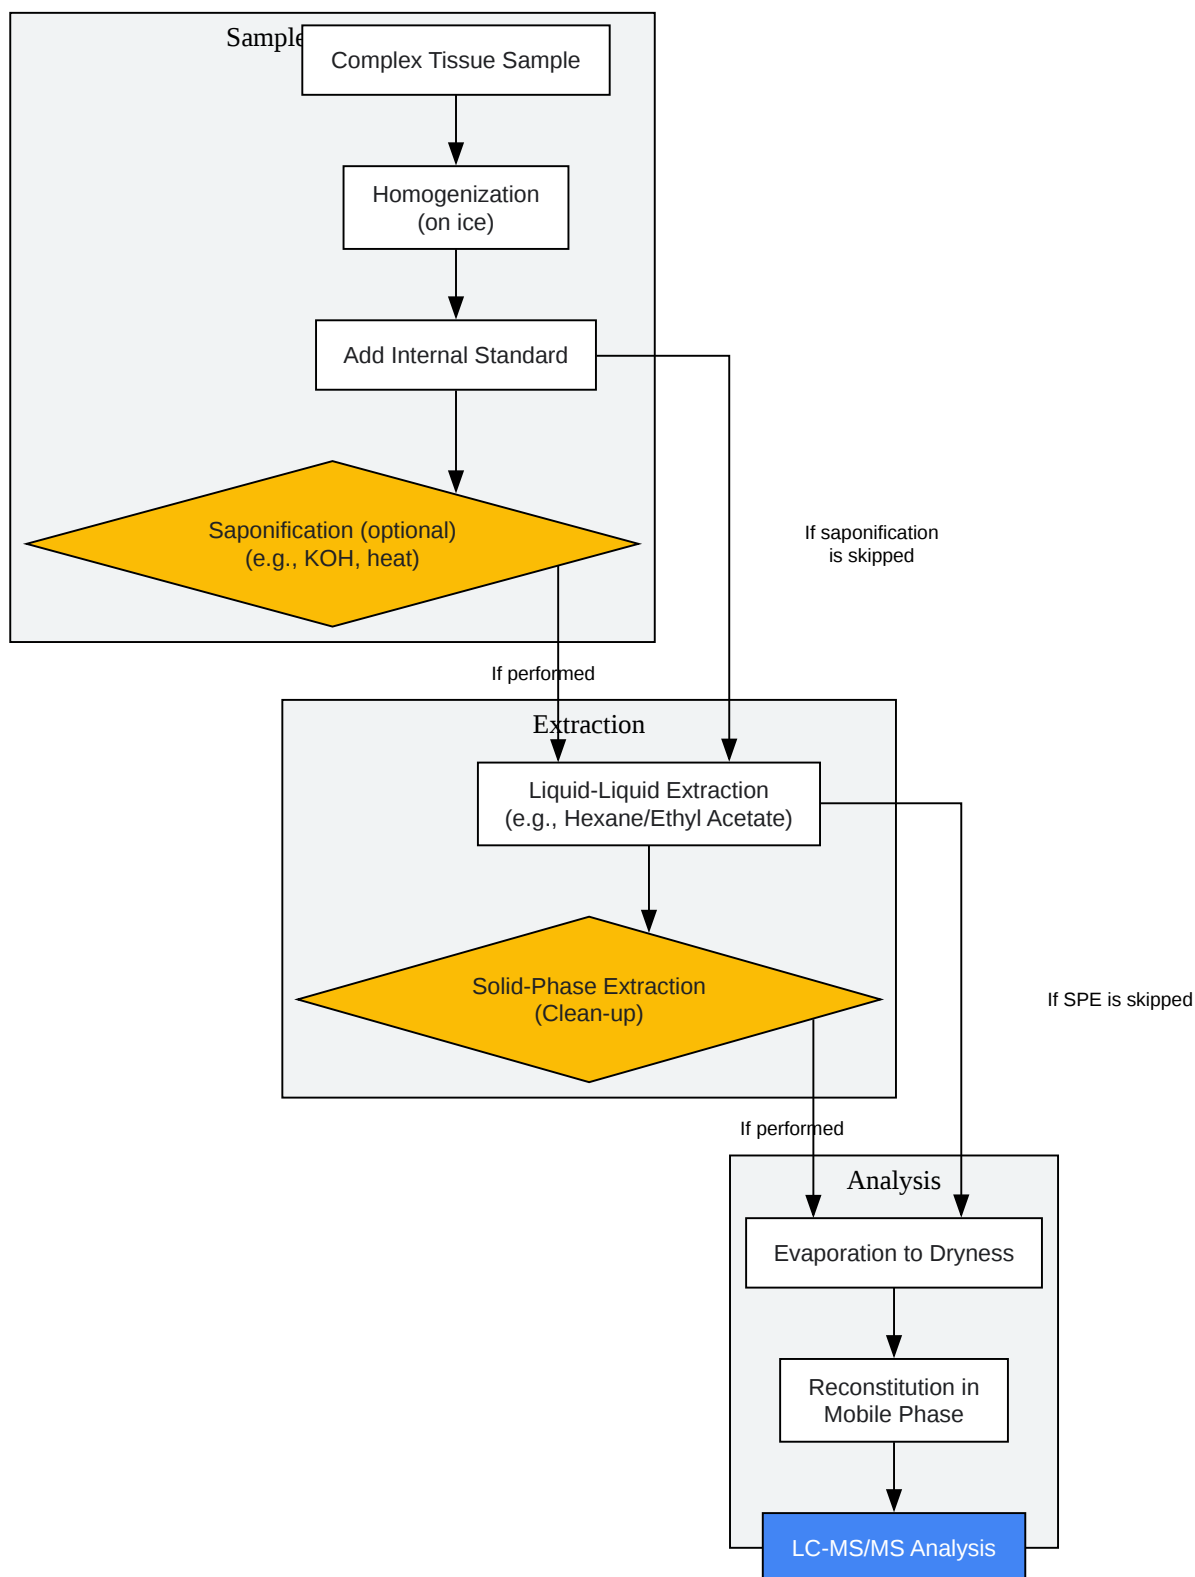 Sample
Complex Tissue Sample
Homogenization
(on ice)
Add Internal Standard
Saponification (optional)
(e.g., KOH, heat)
If saponification
is skipped
If performed
Extraction
Liquid-Liquid Extraction
(e.g., Hexane/Ethyl Acetate)
Solid-Phase Extraction
(Clean-up)
If SPE is skipped
If performed
Analysis
Evaporation to Dryness
Reconstitution in
Mobile Phase
LC-MS/MS Analysis